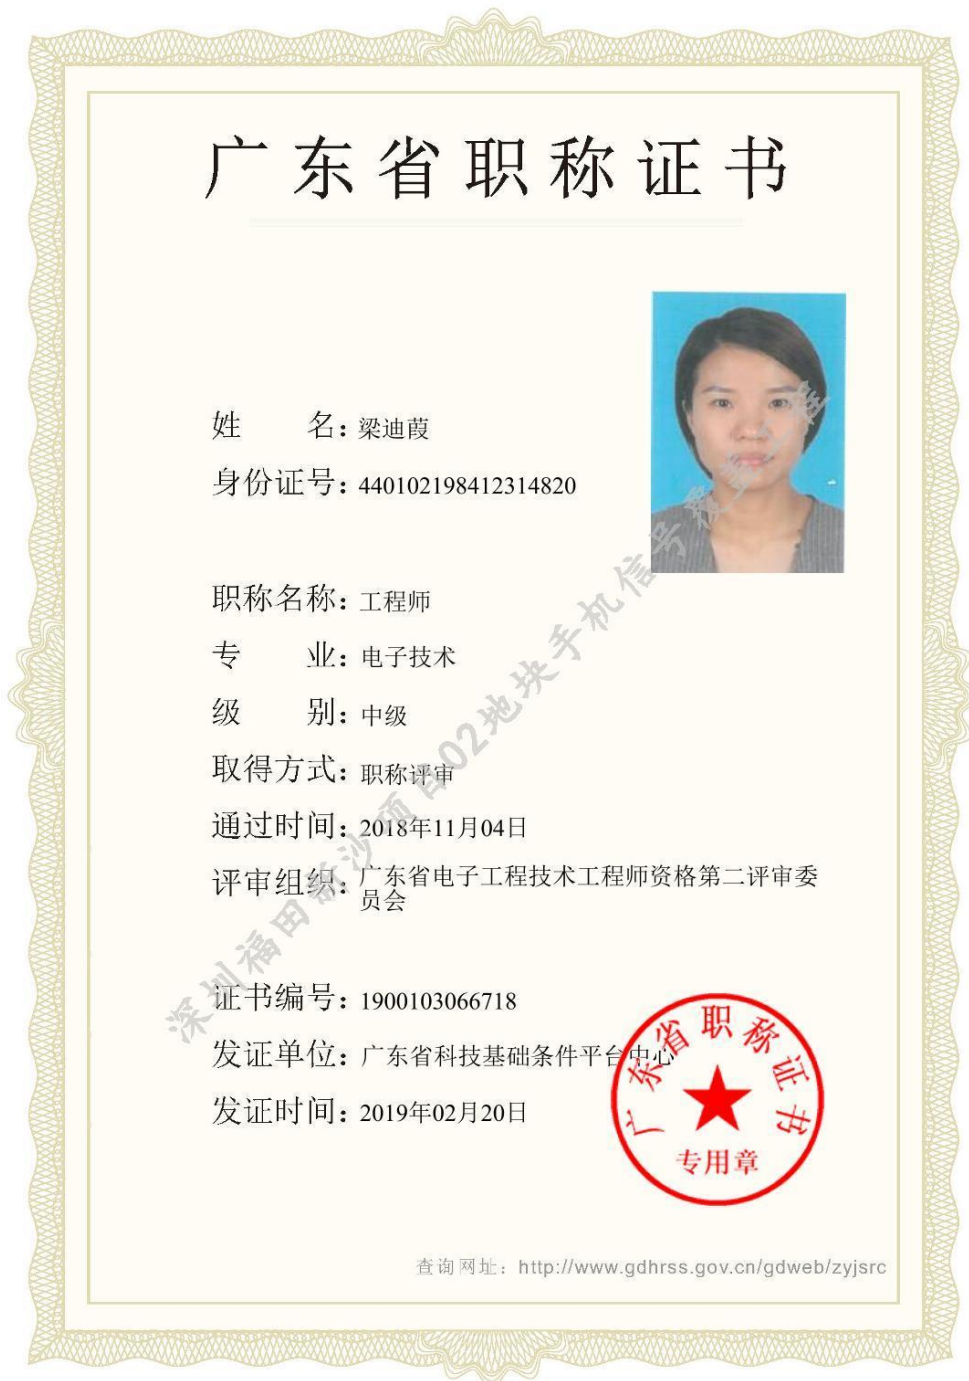 广东省职称证书
姓 名：梁迪葭
身份证号：440102198412314820
职称名称：工程师
专 业：电子技术
级 别：中级
取得方式：职称评审
通过时间：2018年11月04日
评审组织：广东省电子工程技术工程师资格第二评审委
员会
证书编号：1900103066718
发证单位：广东省科技基础条件平台中心
发证时间：2019年02月20日
广东省职称证书
专用章
查询网址：http://www.gdhrss.gov.cn/gdweb/zyjsrc
深圳福田新沙项目02地块手机信号覆盖工程